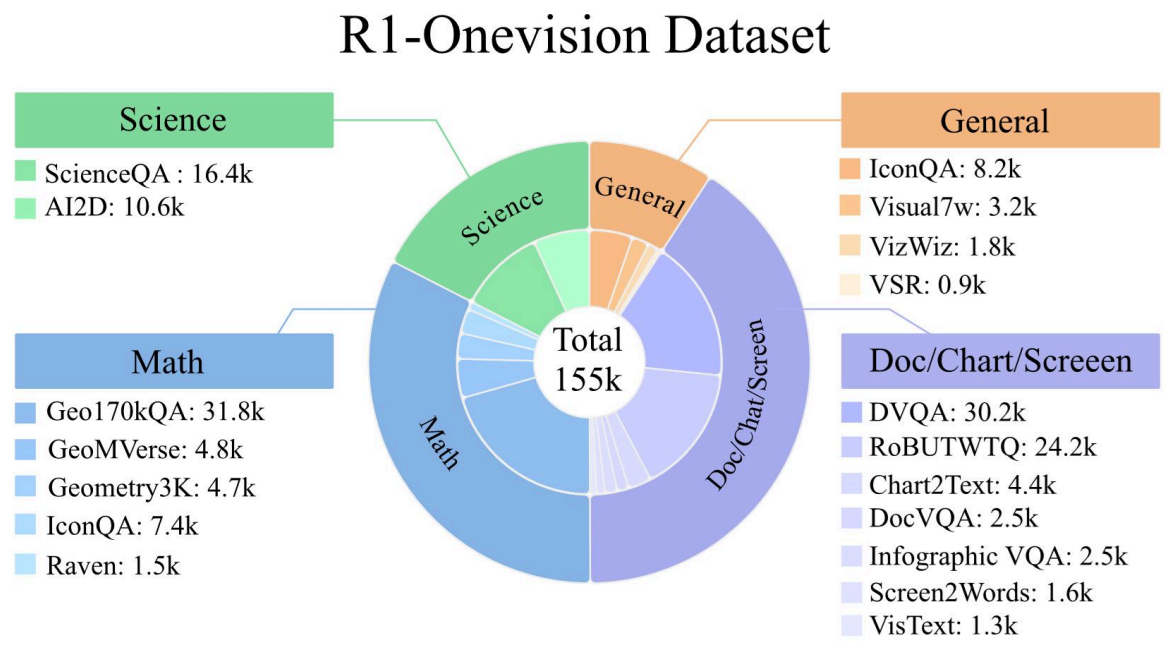 R1-Onevision Dataset
Science
ScienceQA : 16.4k
AI2D: 10.6k
Math
Geo170kQA: 31.8k
GeoMVerse: 4.8k
Geometry3K: 4.7k
IconQA: 7.4k
Raven: 1.5k
Science
General
Math
Doc/Chat/Screen
Total
155k
General
IconQA: 8.2k
Visual7w: 3.2k
VizWiz: 1.8k
VSR: 0.9k
Doc/Chart/Screeen
DVQA: 30.2k
RoBUTWTQ: 24.2k
Chart2Text: 4.4k
DocVQA: 2.5k
Infographic VQA: 2.5k
Screen2Words: 1.6k
VisText: 1.3k